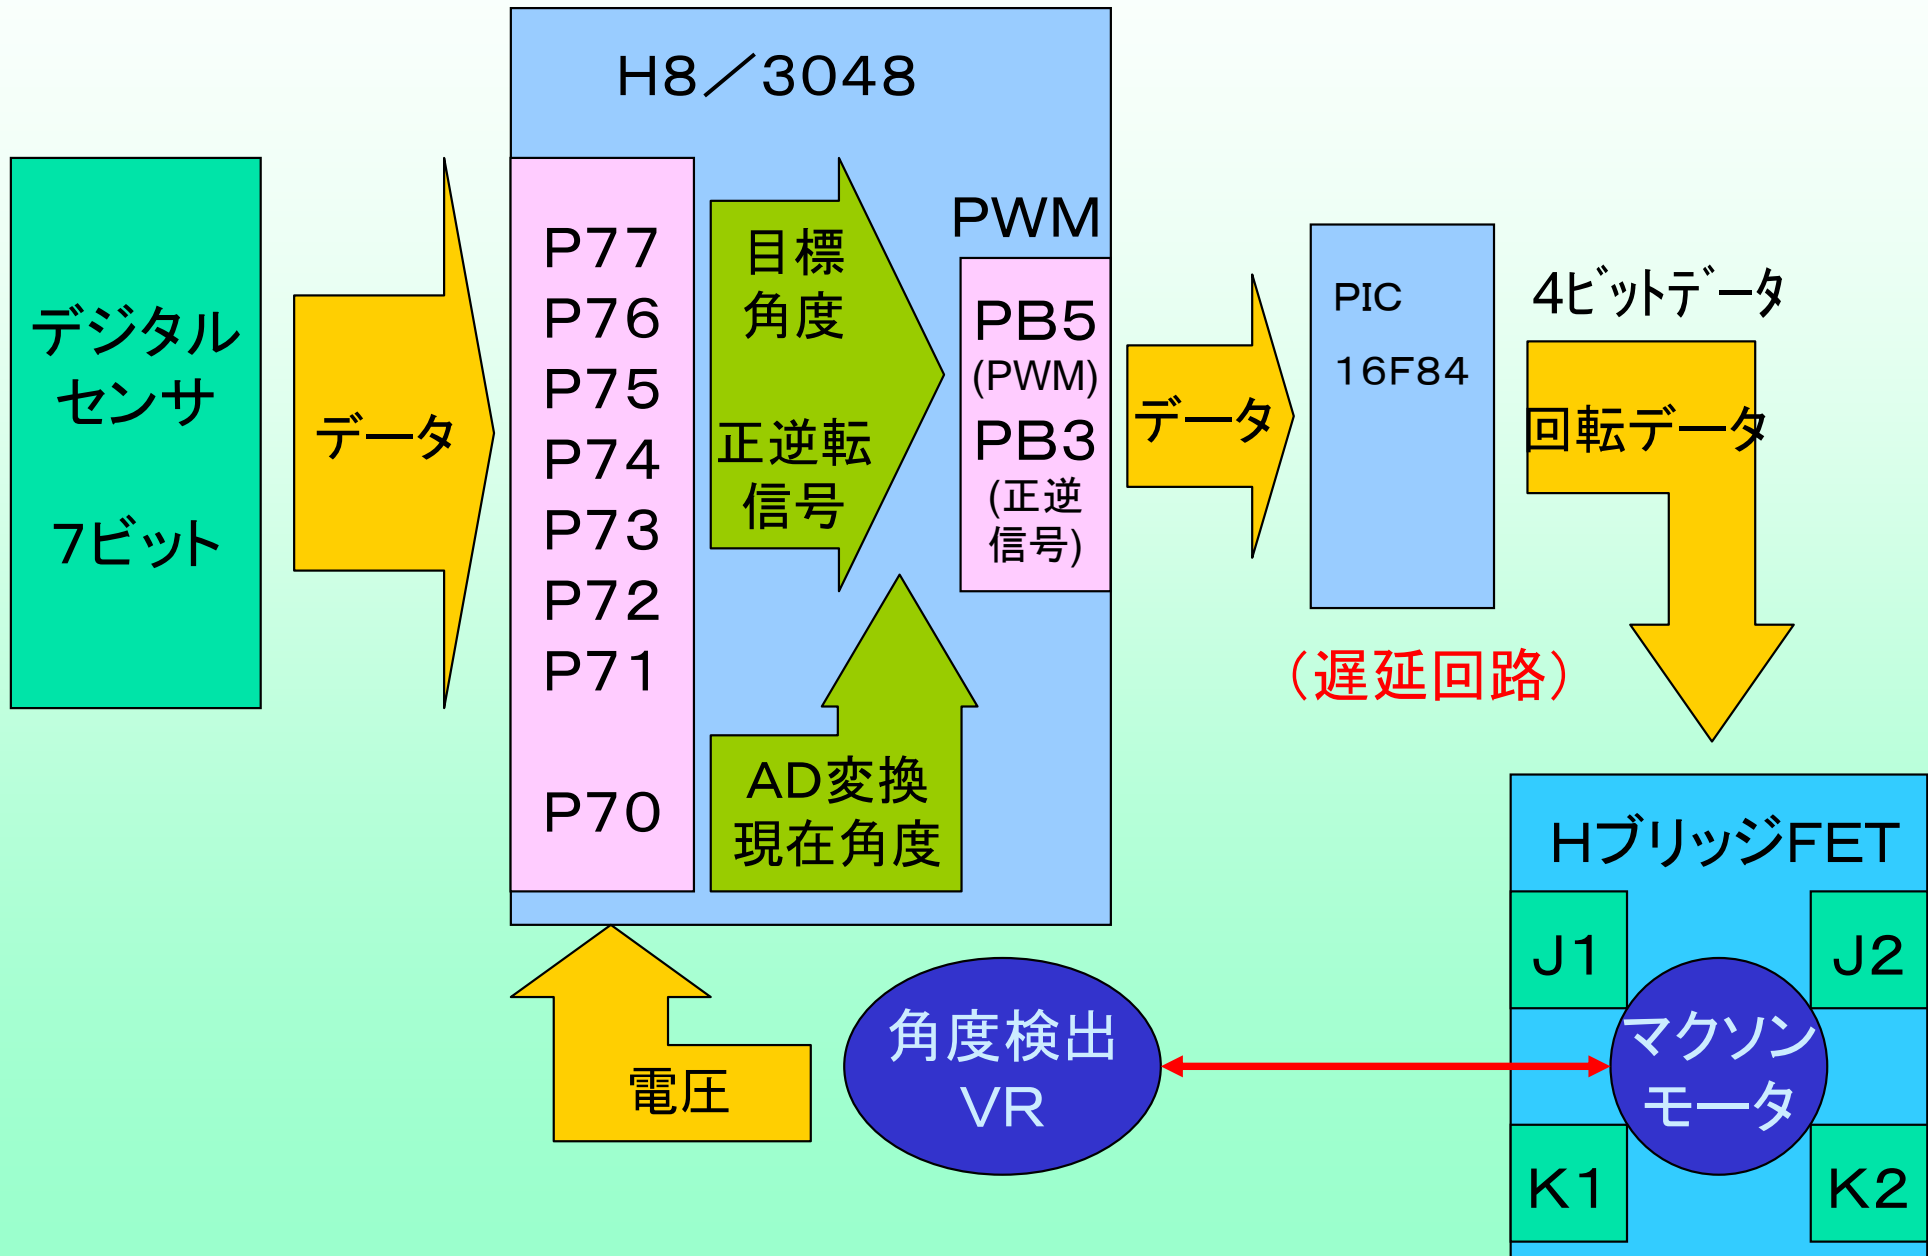 H8／3048
デジタル
センサ
7ビット
データ
P77
P76
P75
P74
P73
P72
P71
P70
目標
角度
正逆転
信号
AD変換
現在角度
PWM
PB5
(PWM)
PB3
(正逆
信号)
データ
PIC
16F84
（遅延回路）
4ﾋﾞｯﾄﾃﾞｰﾀ
回転データ
電圧
角度検出
VR
HブリッジFET
J1
J2
マクソン
モータ
K1
K2